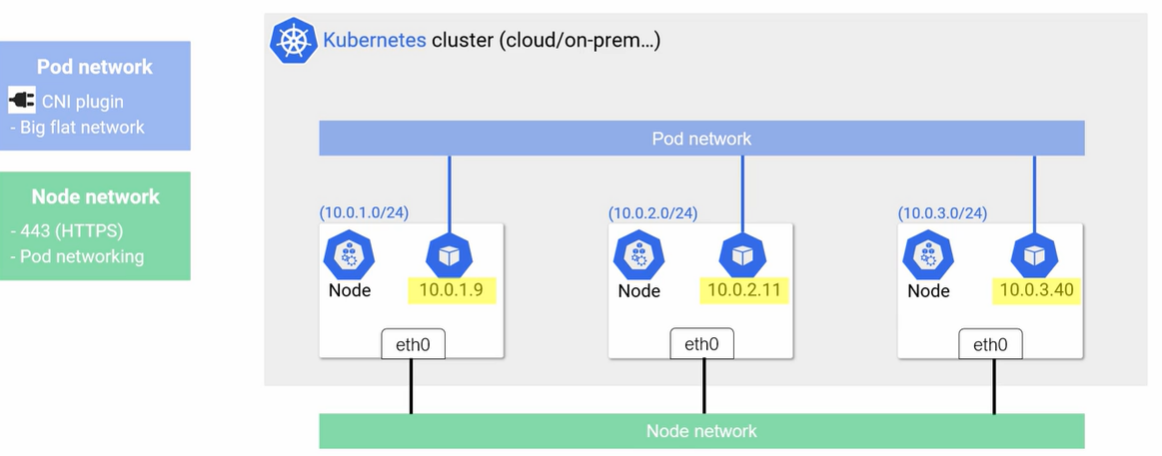 Pod network
CNI plugin
- Big flat network
Node network
- 443 (HTTPS)
- Pod networking
Kubernetes cluster (cloud/on-prem...)
Pod network
(10.0.1.0/24)
(10.0.2.0/24)
(10.0.3.0/24)
Node
10.0.1.9
Node
10.0.2.11
Node
10.0.3.40
eth0
eth0
eth0
Node network